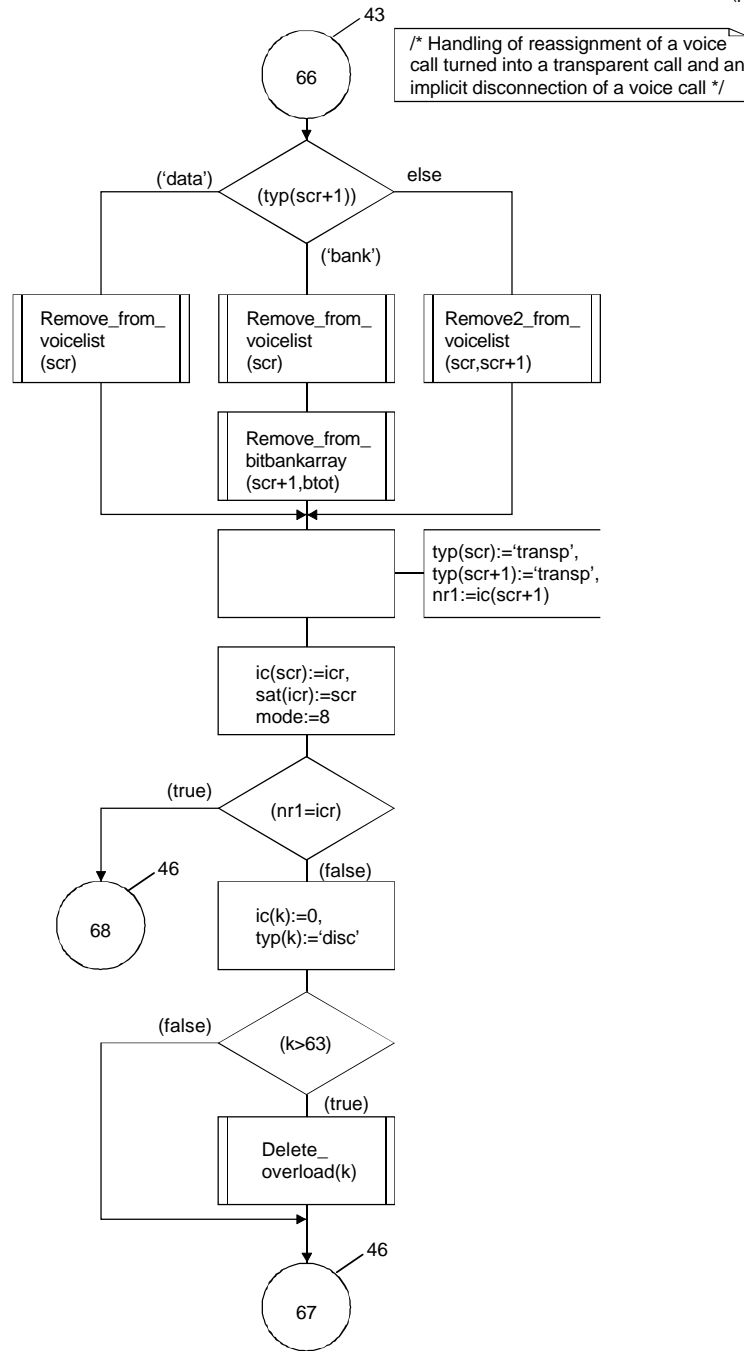 43
66
/* Handling of reassignment of a voice
call turned into a transparent call and an
implicit disconnection of a voice call */
(‘data’)
(typ(scr+1))
else
(‘bank’)
Remove_from_
voicelist
(scr)
Remove_from_
voicelist
(scr)
Remove2_from_
voicelist
(scr,scr+1)
Remove_from_
bitbankarray
(scr+1,btot)
typ(scr):=‘transp’,
typ(scr+1):=‘transp’,
nr1:=ic(scr+1)
ic(scr):=icr,
sat(icr):=scr
mode:=8
(true)
(nr1=icr)
(false)
46
68
ic(k):=0,
typ(k):=‘disc’
(false)
(k>63)
(true)
Delete_
overload(k)
46
67